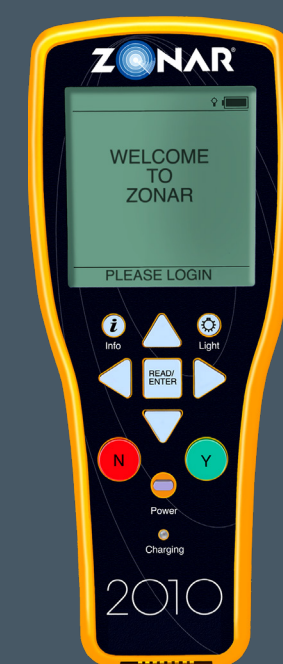 ZONAR®
WELCOME
TO
ZONAR
PLEASE LOGIN
i
Info
Light
READ/
ENTER
N
Y
Power
Charging
2010